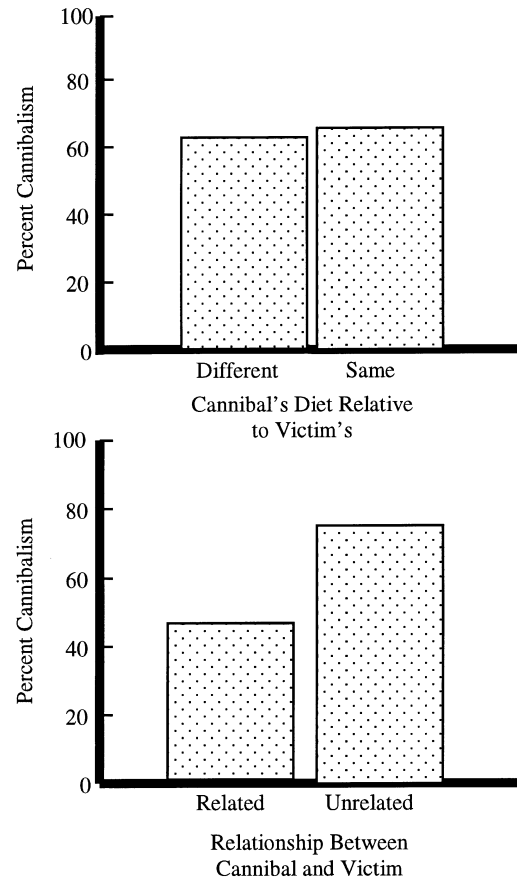 100
80
60
40
20
0
Percent Cannibalism
Different Same
Cannibal's Diet Relative
to Victim's
100
80
60
40
20
0
Percent Cannibalism
Related Unrelated
Relationship Between
Cannibal and Victim